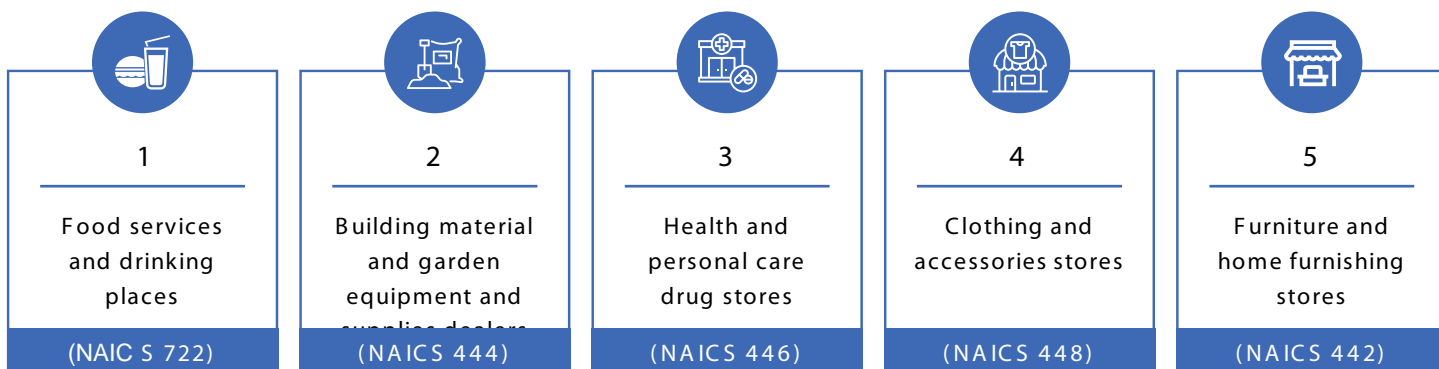 1
Food services
and drinking
places
(NAIC S 722)
2
Building material
and garden
equipment and
supplies dealers
(NAICS 444)
3
Health and
personal care
drug stores
(NAICS 446)
4
Clothing and
accessories stores
(NAICS 448)
5
Furniture and
home furnishing
stores
(NAICS 442)